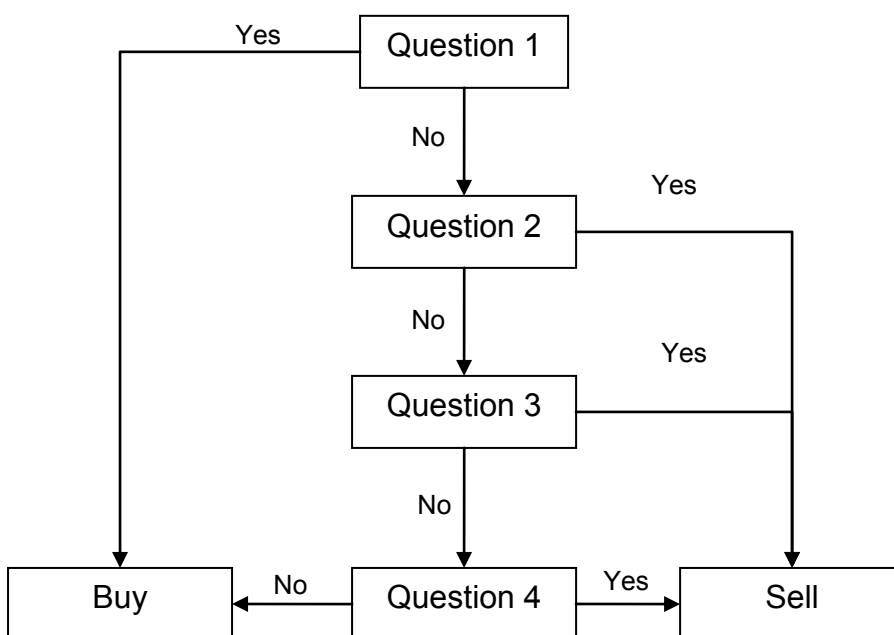 Yes
Question 1
No
Yes
Question 2
No
Yes
Question 3
No
Buy
No
Question 4
Yes
Sell